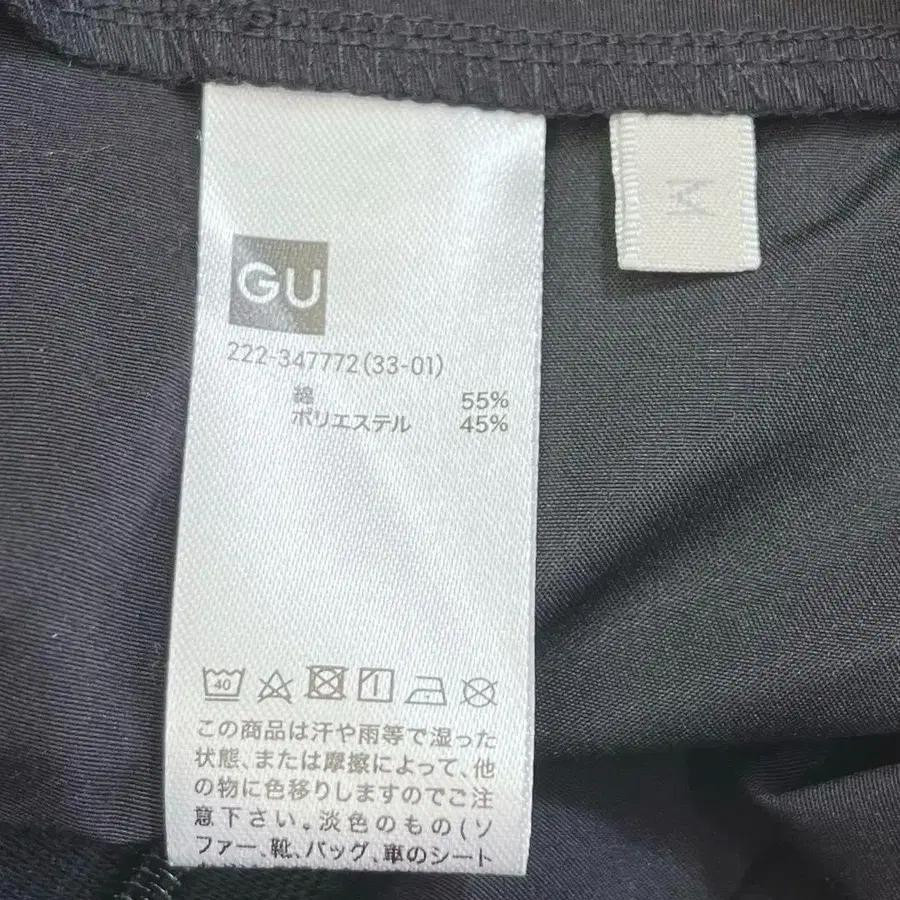 GU
M
222-347772(33-01)
綿 55%
ポリエステル 45%
40
この商品は汗や雨等で湿った
状態、または摩擦によって、他
の物に色移りしますのでご注
意下さい。淡色のもの(ソ
ファー、靴、バッグ、車のシート